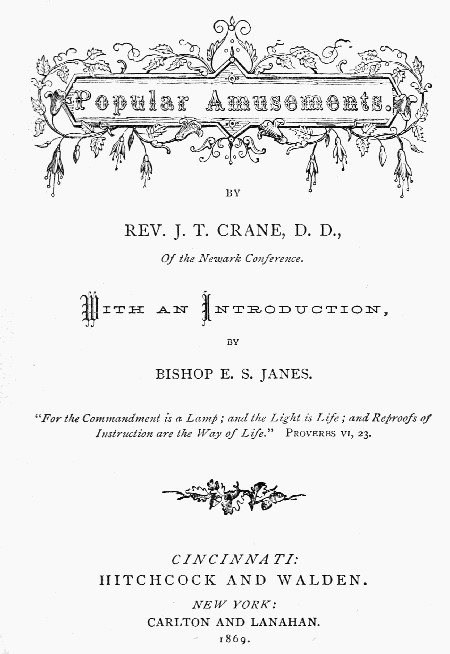 Popular Amusements.
BY
REV. J. T. CRANE, D. D.,
Of the Newark Conference.
WITH AN INTRODUCTION,
BY
BISHOP E. S. JANES.
"For the Commandment is a Lamp; and the Light is Life; and Reproofs of
Instruction are the Way of Life." PROVERBS VI, 23.
CINCINNATI:
HITCHCOCK AND WALDEN.
NEW YORK:
CARLTON AND LANAHAN.
1869.